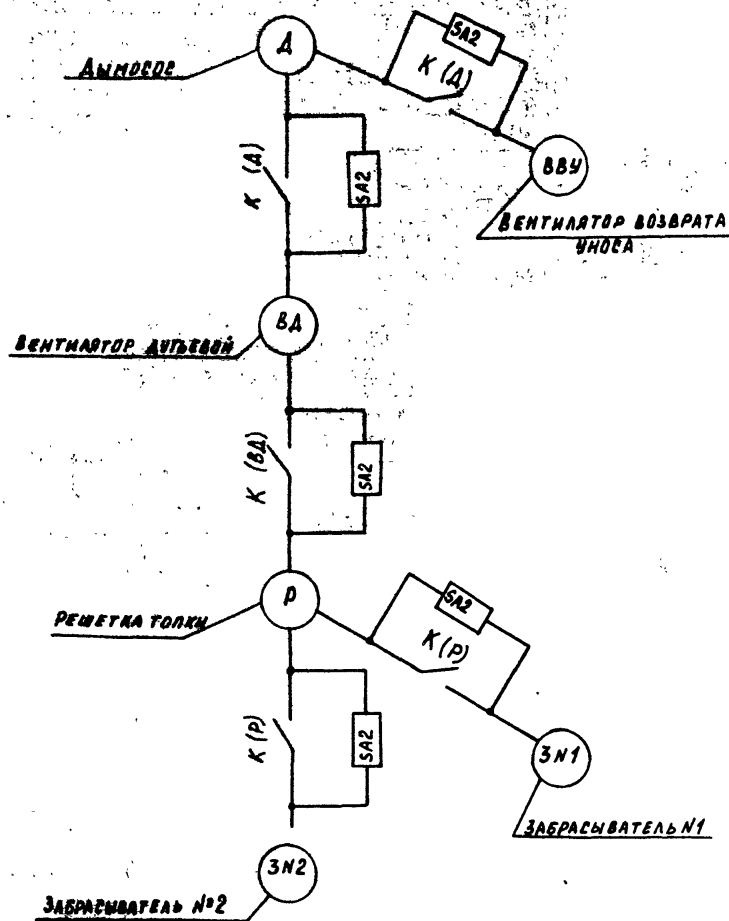 Д
SA2
К (Д)
Дымосос
К (Д)
SA2
ВВУ
Вентилятор возврата
уноса
ВД
Вентилятор дутьевой
К (ВД)
SA2
Р
SA2
К (Р)
Решетка топки
К (Р)
SA2
ЗN1
Забрасыватель N1
ЗN2
Забрасыватель №2